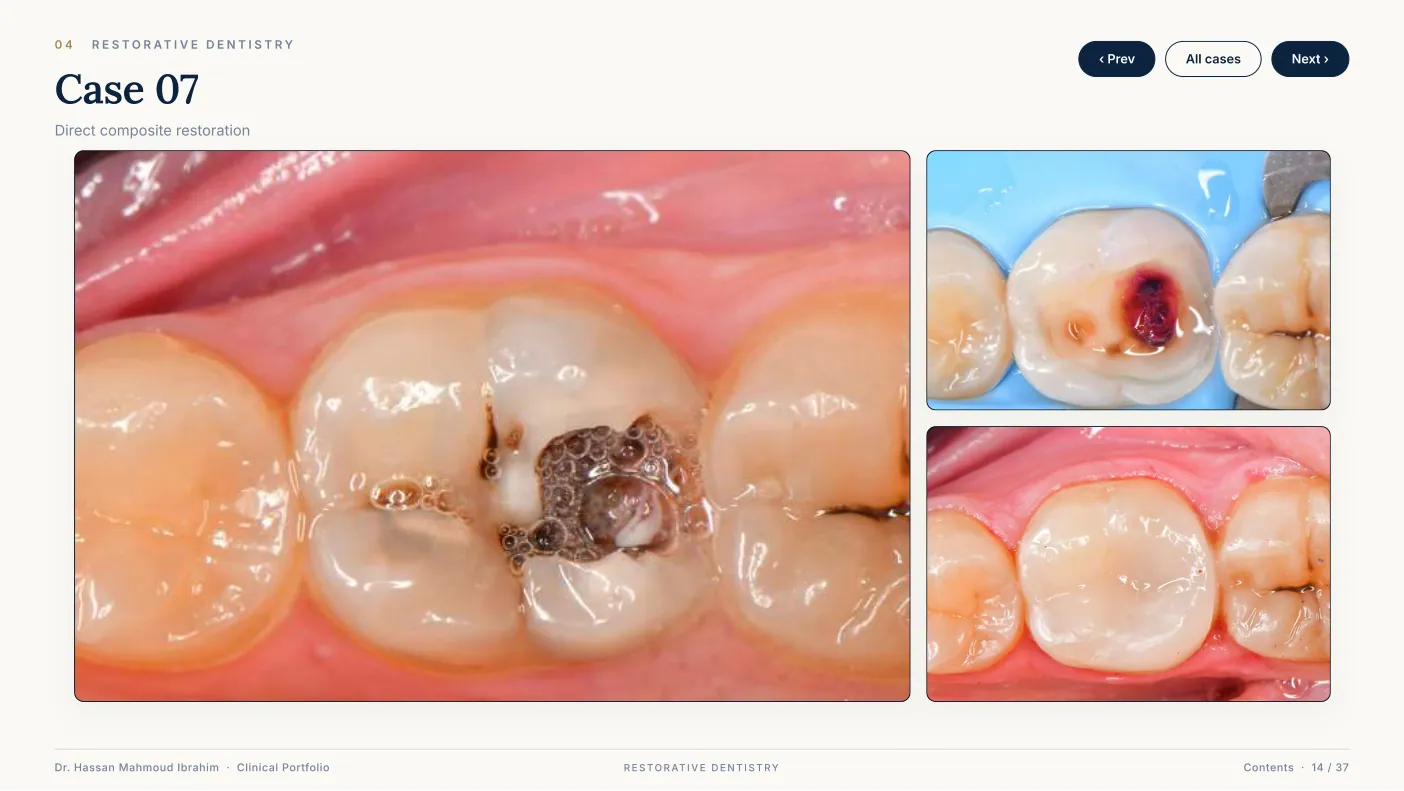 04 RESTORATIVE DENTISTRY
Case 07
Direct composite restoration
‹ Prev
All cases
Next ›
Dr. Hassan Mahmoud Ibrahim · Clinical Portfolio
RESTORATIVE DENTISTRY
Contents · 14 / 37